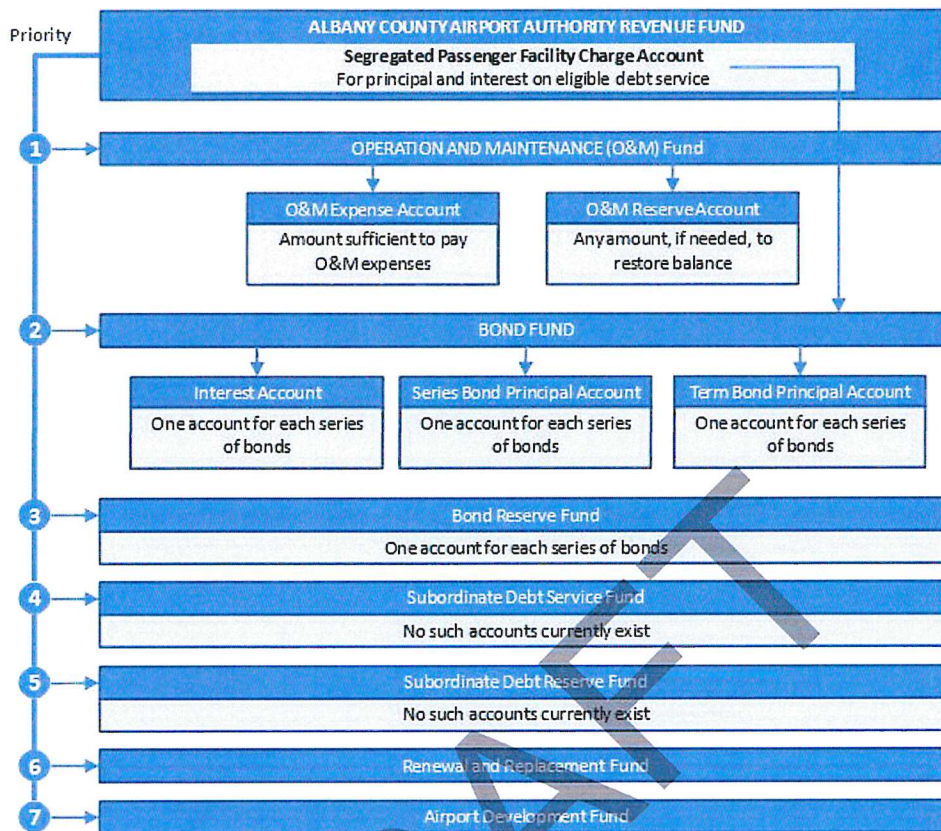 Priority
ALBANY COUNTY AIRPORT AUTHORITY REVENUE FUND
Segregated Passenger Facility Charge Account
For principal and interest on eligible debt service
1
OPERATION AND MAINTENANCE (O&M) Fund
O&M Expense Account
Amount sufficient to pay
O&M expenses
O&M Reserve Account
Any amount, if needed, to
restore balance
2
BOND FUND
Interest Account
One account for each series
of bonds
Series Bond Principal Account
One account for each series
of bonds
Term Bond Principal Account
One account for each series
of bonds
3
Bond Reserve Fund
One account for each series of bonds
4
Subordinate Debt Service Fund
No such accounts currently exist
5
Subordinate Debt Reserve Fund
No such accounts currently exist
6
Renewal and Replacement Fund
7
Airport Development Fund
RAFT